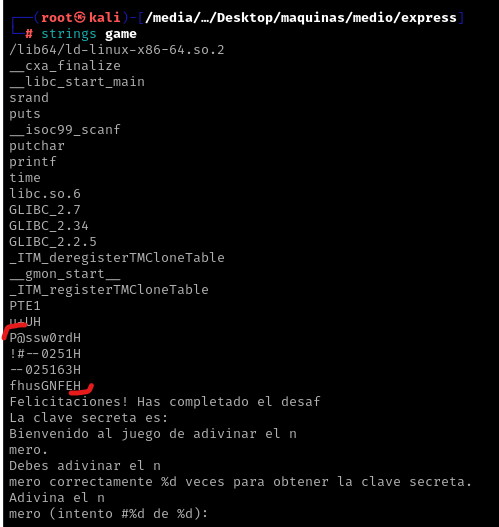 ┌──(root㉿kali)-[/media/…/Desktop/maquinas/medio/express]
└─# strings game
/lib64/ld-linux-x86-64.so.2
__cxa_finalize
__libc_start_main
srand
puts
__isoc99_scanf
putchar
printf
time
libc.so.6
GLIBC_2.7
GLIBC_2.34
GLIBC_2.2.5
_ITM_deregisterTMCloneTable
__gmon_start__
_ITM_registerTMCloneTable
PTE1
u+UH
P@ssw0rdH
!#--0251H
--025163H
fhusGNFEH
Felicitaciones! Has completado el desaf
La clave secreta es:
Bienvenido al juego de adivinar el n
mero.
Debes adivinar el n
mero correctamente %d veces para obtener la clave secreta.
Adivina el n
mero (intento #%d de %d):